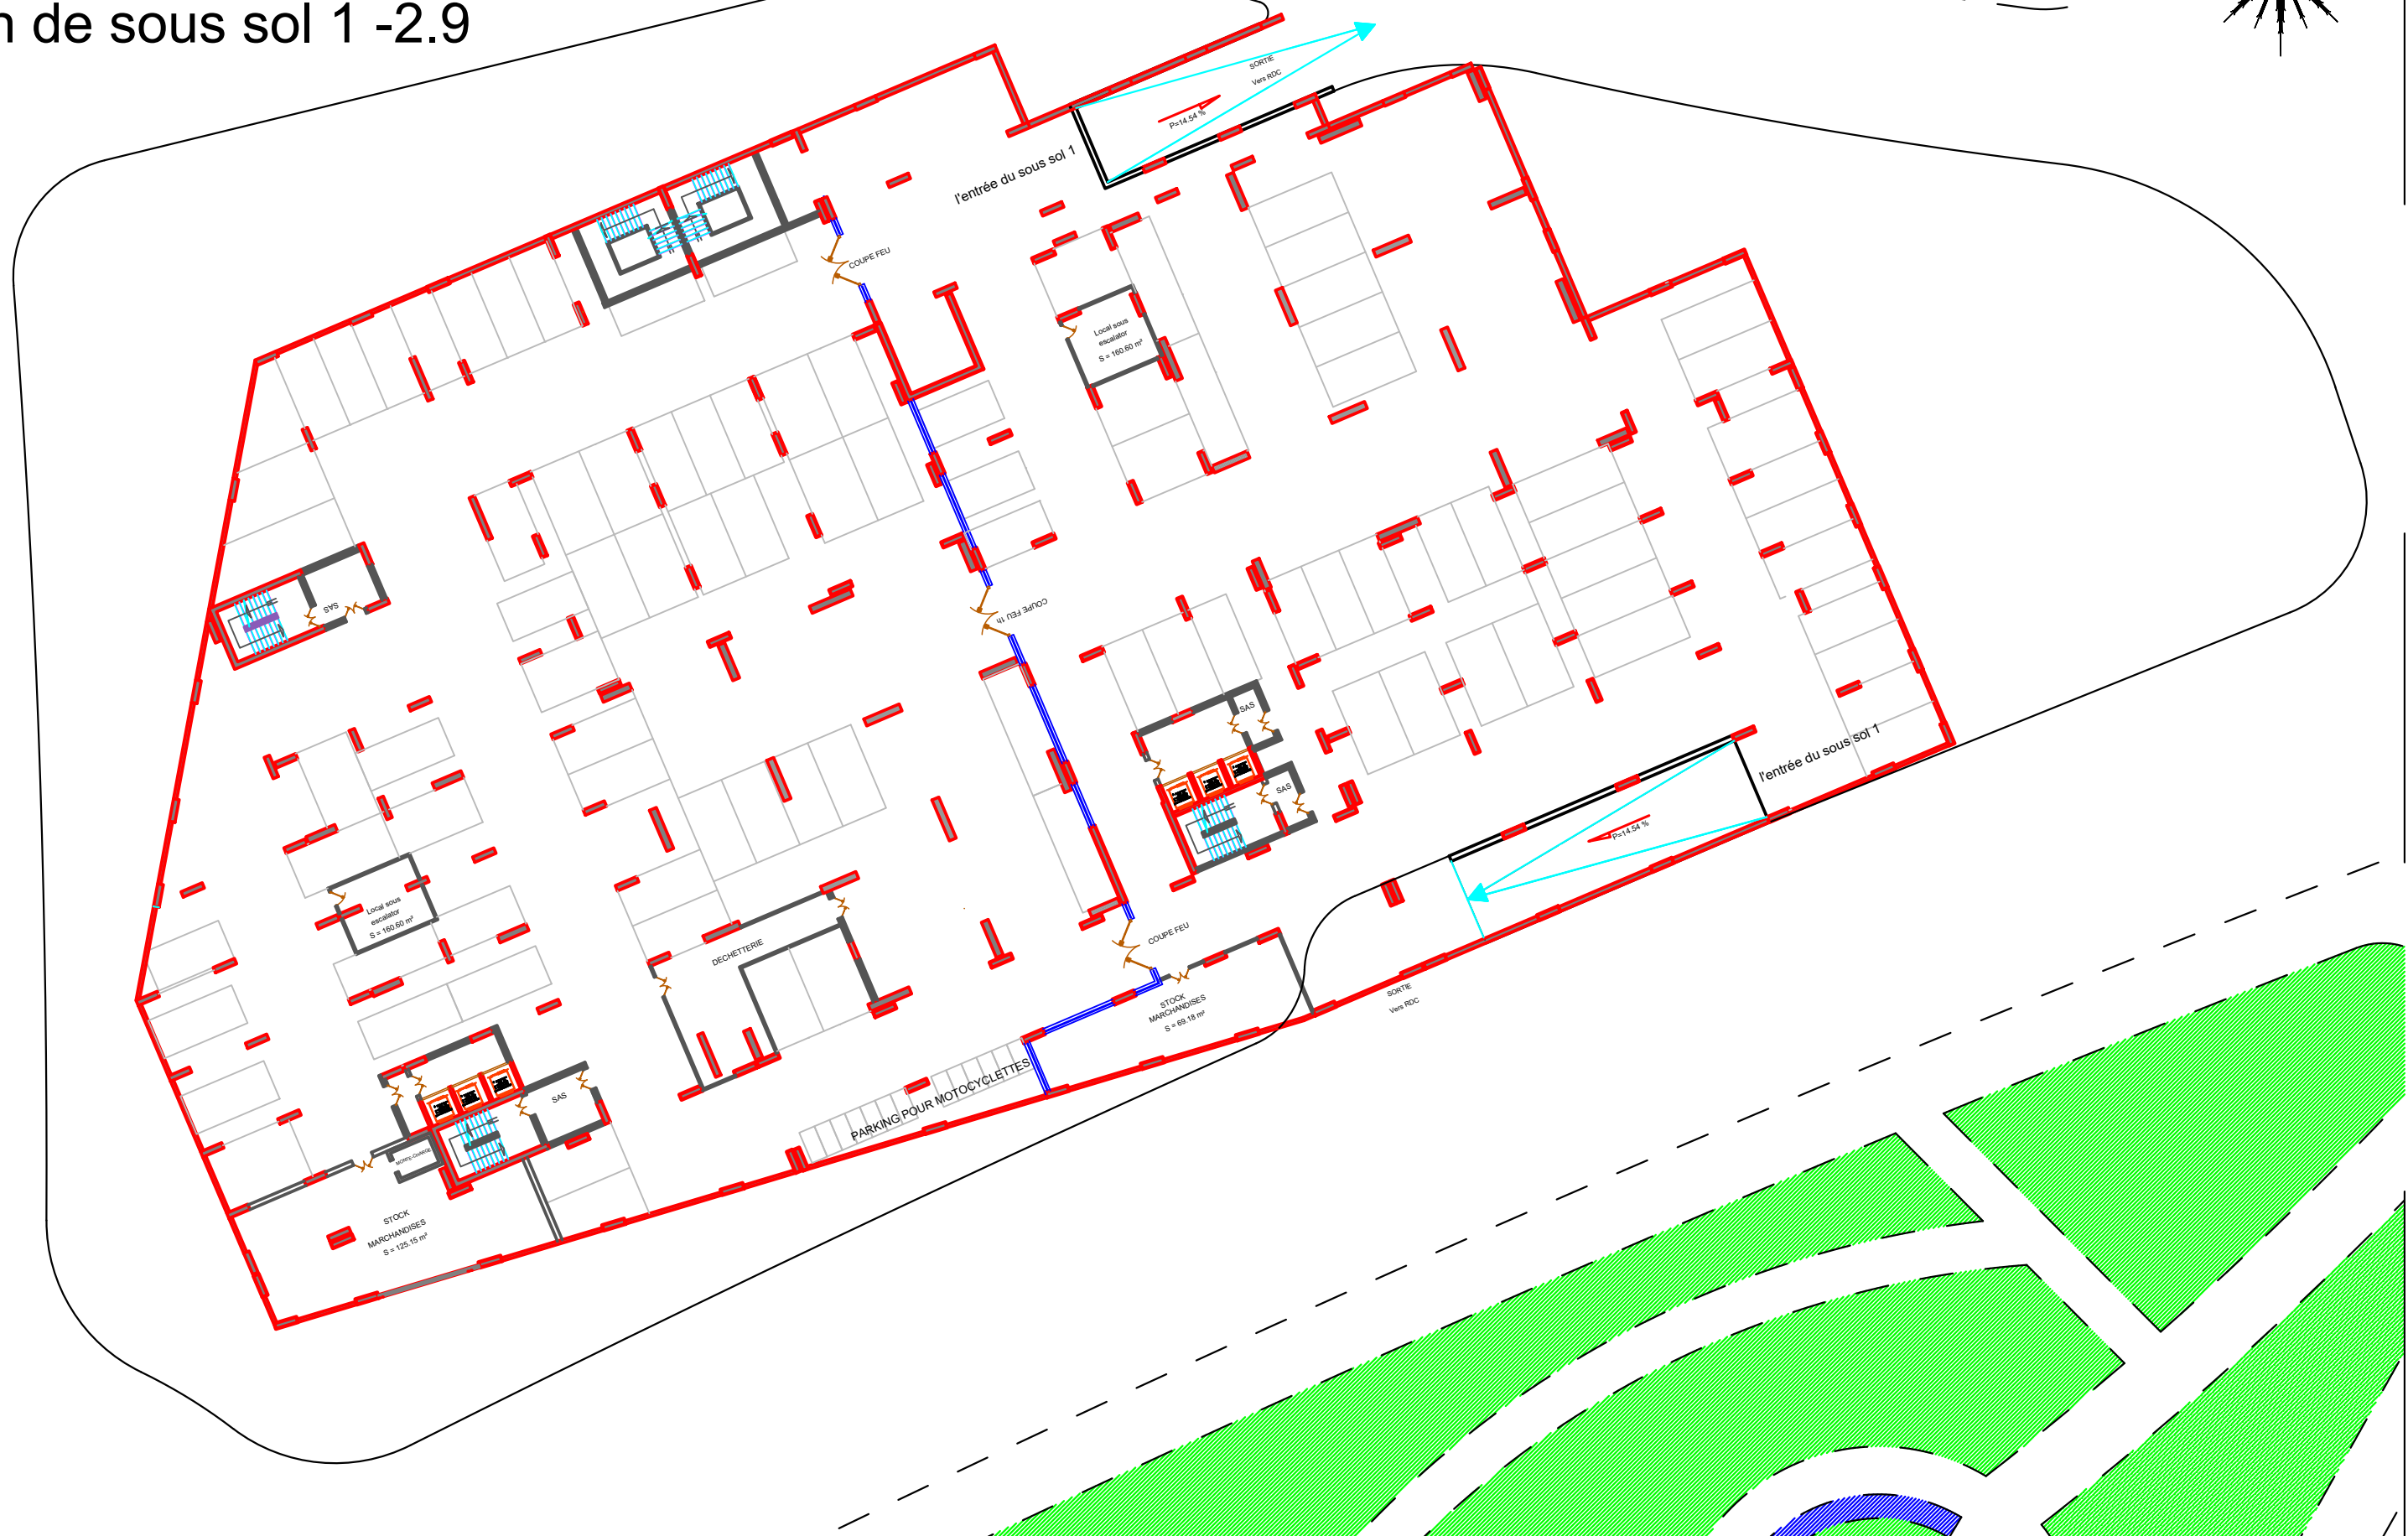 n de sous sol 1 -2.9
SORTIE
Vers RDC
P=14.54 %
l'entrée du sous sol 1
COUPE FEU
Local sous
escalator
S = 160.60 m²
SAS
COUPE FEU 1h
SAS
SAS
l'entrée du sous sol 1
P=14.54 %
Local sous
escalator
S = 160.60 m²
DECHETTERIE
COUPE FEU
STOCK
MARCHANDISES
S = 69.18 m²
SORTIE
Vers RDC
PARKING POUR MOTOCYCLETTES
SAS
MONTE-CHARGE
STOCK
MARCHANDISES
S = 125.15 m²